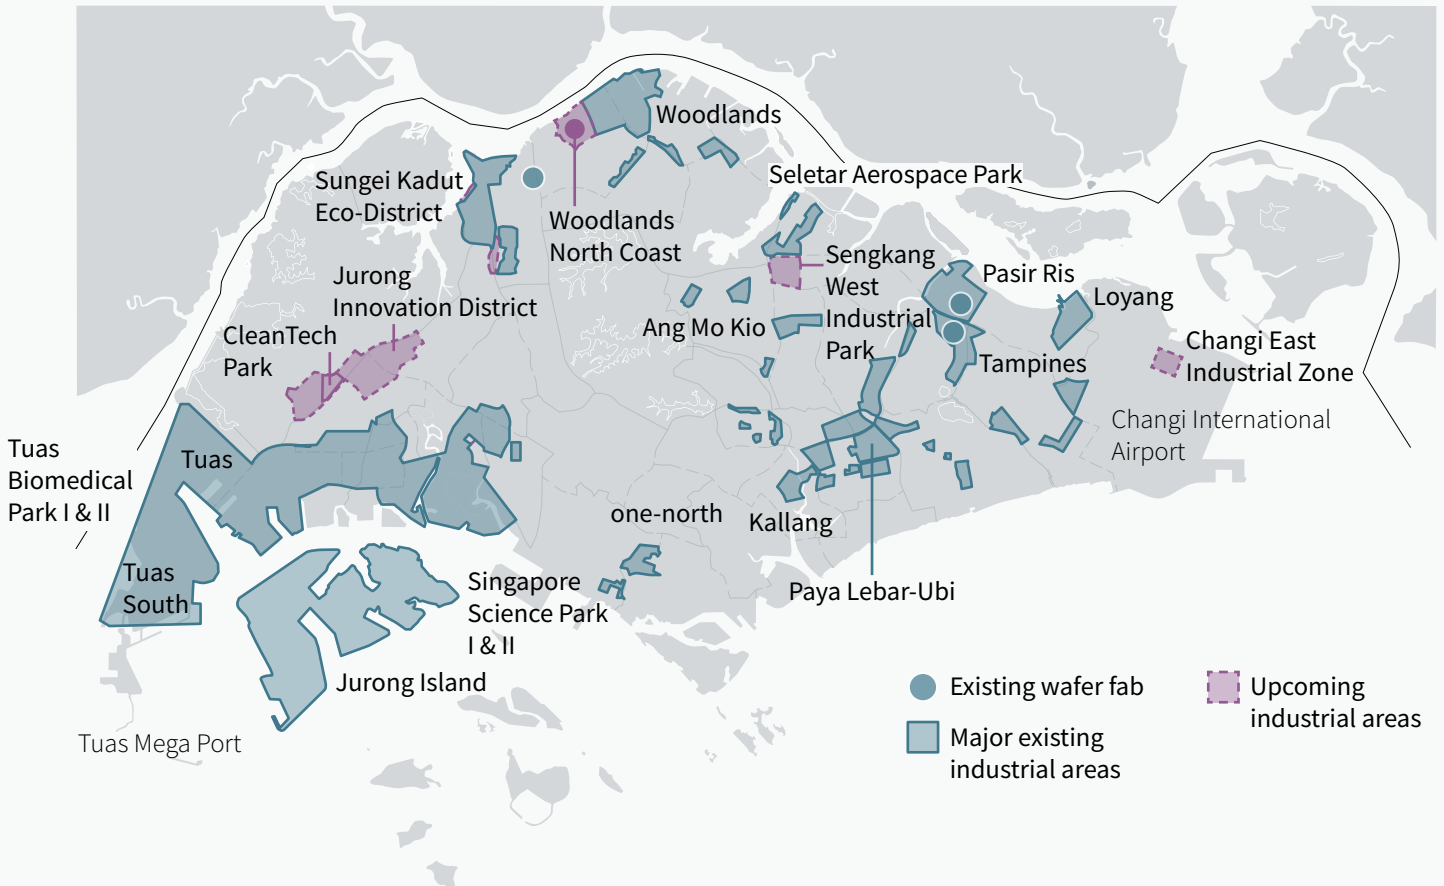 Woodlands
Seletar Aerospace Park
Sungei Kadut
Eco-District
Woodlands
North Coast
Sengkang
West
Industrial
Park
Pasir Ris
Loyang
Jurong
Innovation District
CleanTech
Park
Ang Mo Kio
Tampines
Changi East
Industrial Zone
Changi International
Airport
Tuas
Biomedical
Park I & II
Tuas
one-north
Kallang
Tuas
South
Singapore
Science Park
I & II
Paya Lebar-Ubi
Jurong Island
Tuas Mega Port
Existing wafer fab
Major existing
industrial areas
Upcoming
industrial areas